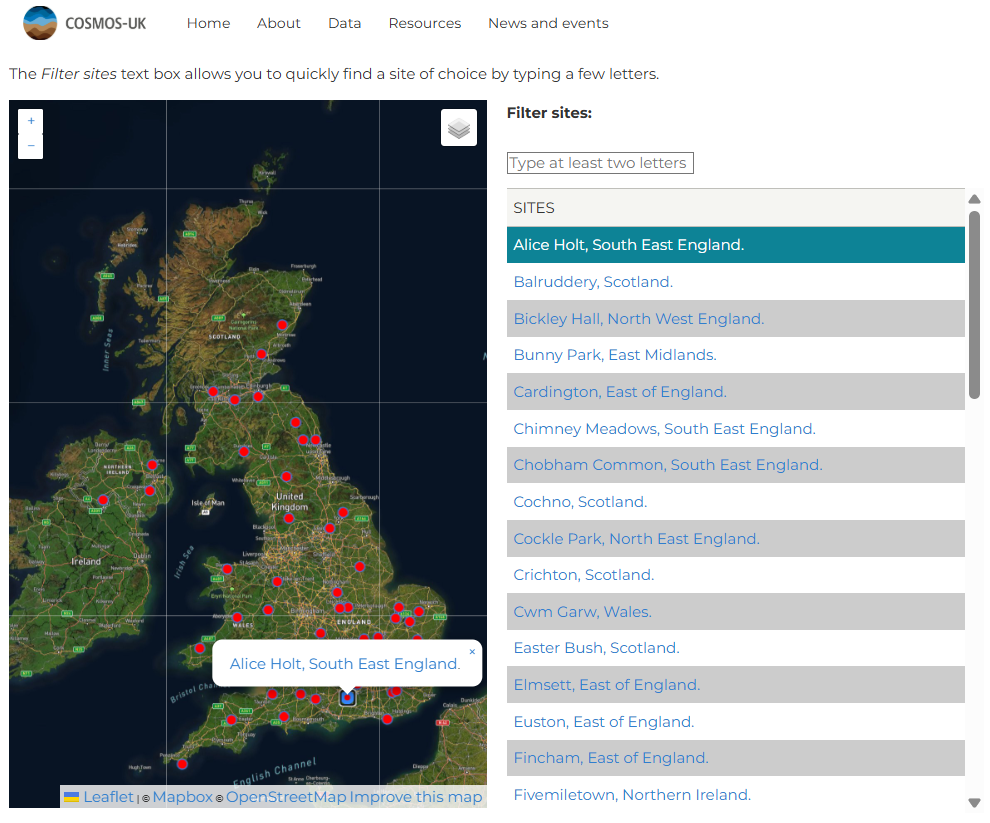 COSMOS-UK
Home About Data Resources News and events
The Filter sites text box allows you to quickly find a site of choice by typing a few letters.
+
−
Filter sites:
Type at least two letters
SITES
Alice Holt, South East England.
Balruddery, Scotland.
Bickley Hall, North West England.
Bunny Park, East Midlands.
Cardington, East of England.
Chimney Meadows, South East England.
Chobham Common, South East England.
Cochno, Scotland.
Cockle Park, North East England.
Crichton, Scotland.
Cwm Garw, Wales.
Easter Bush, Scotland.
Elmsett, East of England.
Euston, East of England.
Fincham, East of England.
Fivemiletown, Northern Ireland.
Inner Seas
SCOTLAND
NORTHERN
IRELAND
Isle of Man
United
Kingdom
Irish Sea
Ireland
Dublin
WALES
ENGLAND
Alice Holt, South East England.
×
Bristol
English Channel
Leaflet | © Mapbox © OpenStreetMap Improve this map